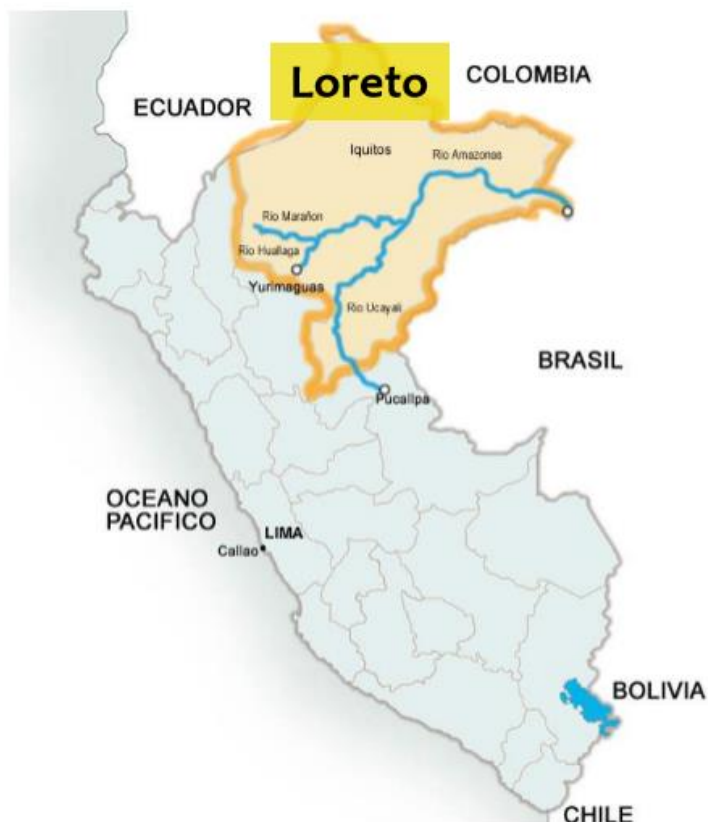 Loreto
COLOMBIA
ECUADOR
Iquitos
Rio Amazonas
Rio Marañon
Rio Huallaga
Yurimaguas
Rio Ucayali
BRASIL
Pucallpa
OCEANO
PACIFICO
LIMA
Callao
BOLIVIA
CHILE